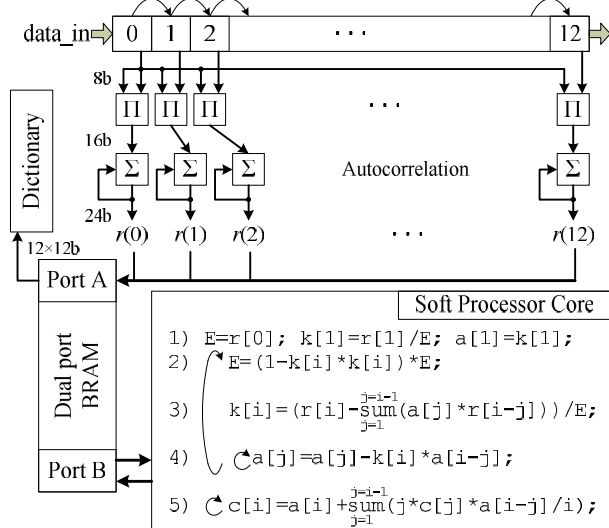 data_in 0 1 2 ... 12
8b
Π Π Π ... Π
16b
Σ Σ Σ Autocorrelation Σ
24b
r(0) r(1) r(2) ... r(12)
Dictionary
12×12b
Port A
Dual port
BRAM
Port B
Soft Processor Core
1) E=r[0]; k[1]=r[1]/E; a[1]=k[1];
2) E=(1-k[i]*k[i])*E;
j=i-1
3) k[i]=(r[i]-sum(a[j]*r[i-j]))/E;
j=1
4) a[j]=a[j]-k[i]*a[i-j];
j=i-1
5) c[i]=a[i]+sum(j*c[j]*a[i-j]/i);
j=1